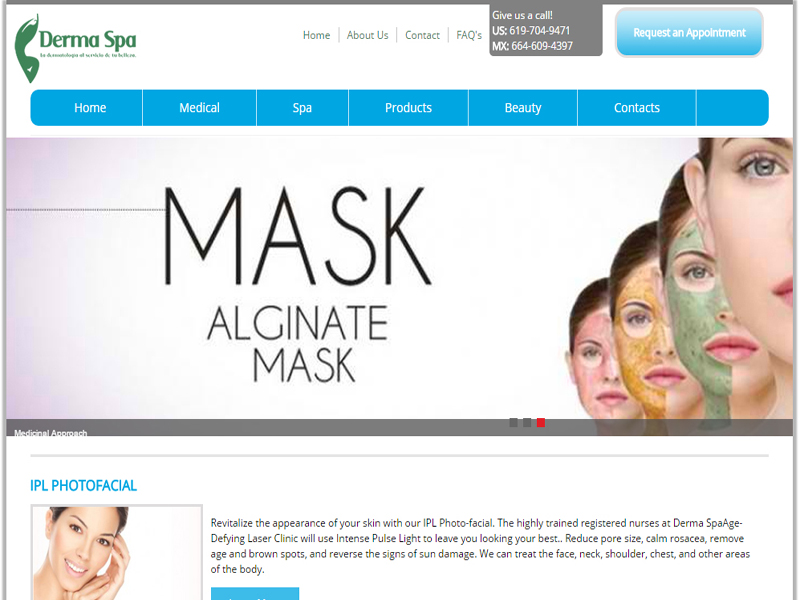 Derma Spa
la dermatología al servicio de tu belleza.
Home
About Us
Contact
FAQ's
Give us a call!
US: 619-704-9471
MX: 664-609-4397
Request an Appointment
Home
Medical
Spa
Products
Beauty
Contacts
MASK
ALGINATE
MASK
Medicinal Approach
IPL PHOTOFACIAL
Revitalize the appearance of your skin with our IPL Photo-facial. The highly trained registered nurses at Derma SpaAge-
Defying Laser Clinic will use Intense Pulse Light to leave you looking your best.. Reduce pore size, calm rosacea, remove
age and brown spots, and reverse the signs of sun damage. We can treat the face, neck, shoulder, chest, and other areas
of the body.